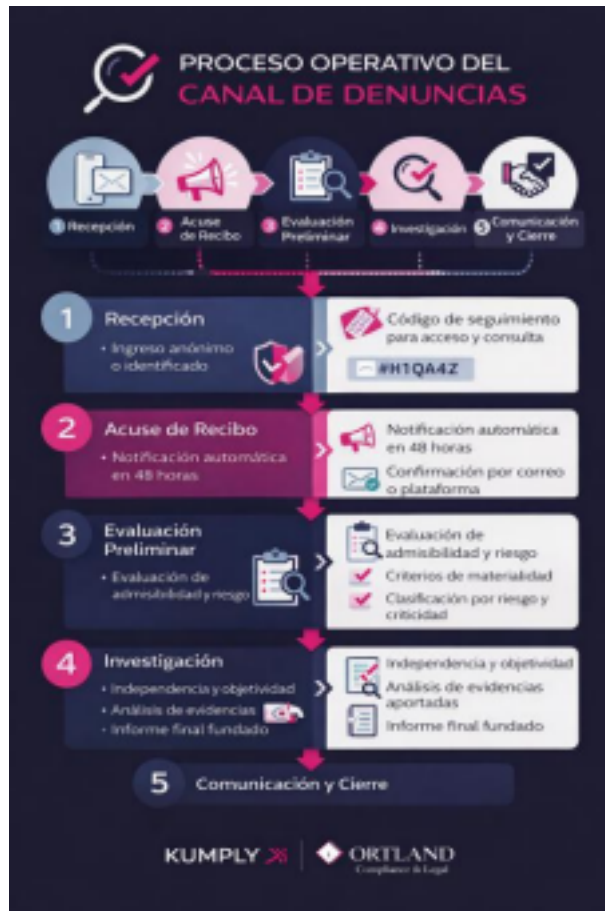 PROCESO OPERATIVO DEL
CANAL DE DENUNCIAS
1 Recepción
2 Acuse
de Recibo
3 Evaluación
Preliminar
4 Investigación
5 Comunicación
y Cierre
1
Recepción
• Ingreso anónimo
o identificado
Código de seguimiento
para acceso y consulta
#H1QA4Z
2
Acuse de Recibo
• Notificación automática
en 48 horas
Notificación automática
en 48 horas
Confirmación por correo
o plataforma
3
Evaluación
Preliminar
• Evaluación de
admisibilidad y riesgo
Evaluación de
admisibilidad y riesgo
Criterios de materialidad
Clasificación por riesgo y
criticidad
4
Investigación
• Independencia y objetividad
• Análisis de evidencias
• Informe final fundado
Independencia y objetividad
Análisis de evidencias
aportadas
Informe final fundado
5 Comunicación y Cierre
KUMPLY
ORTLAND
Compliance & Legal